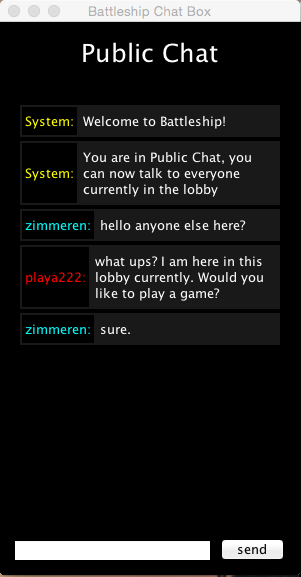 Battleship Chat Box
Public Chat
System: Welcome to Battleship!
System: You are in Public Chat, you
can now talk to everyone
currently in the lobby
zimmeren: hello anyone else here?
playa222: what ups? I am here in this
lobby currently. Would you
like to play a game?
zimmeren: sure.
send